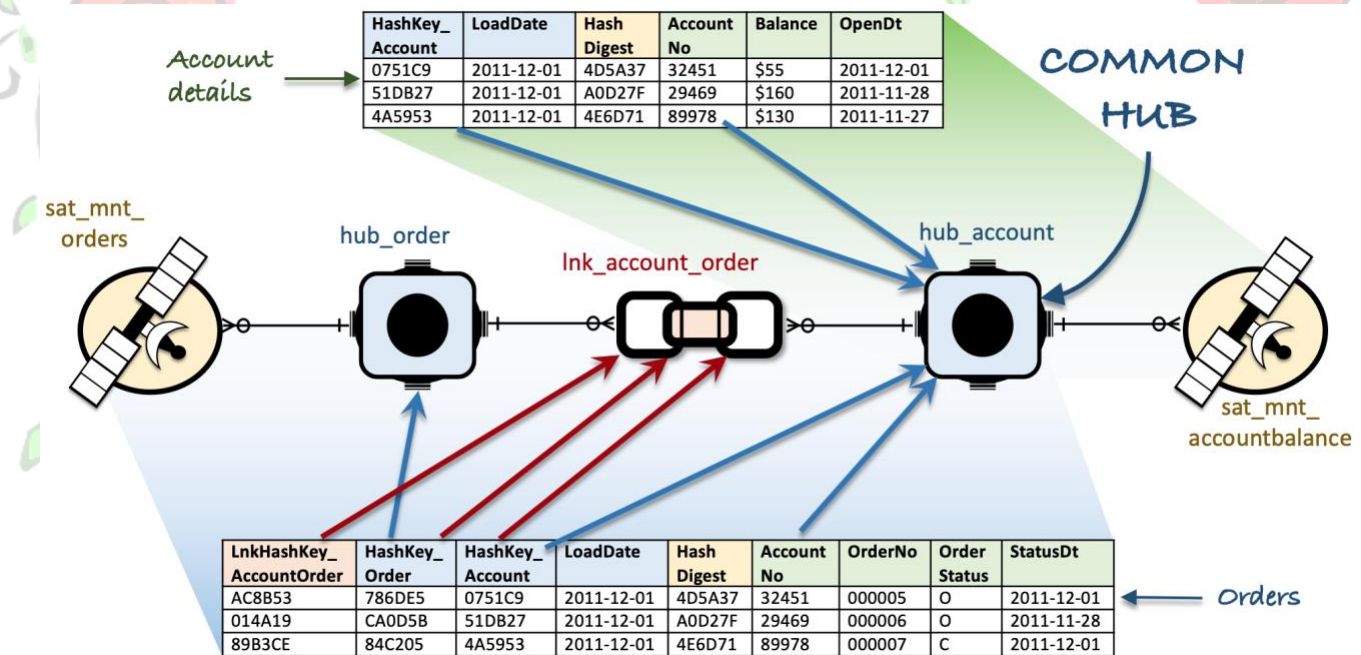 HashKey_ LoadDate Hash Account Balance OpenDt
Account Digest No
0751C9 2011-12-01 4D5A37 32451 $55 2011-12-01
51DB27 2011-12-01 A0D27F 29469 $160 2011-11-28
4A5953 2011-12-01 4E6D71 89978 $130 2011-11-27
Account
details
COMMON
HUB
sat_mnt_
orders
hub_order
lnk_account_order
hub_account
sat_mnt_
accountbalance
LnkHashKey_ HashKey_ HashKey_ LoadDate Hash Account OrderNo Order StatusDt
AccountOrder Order Account Digest No Status
AC8B53 786DE5 0751C9 2011-12-01 4D5A37 32451 000005 O 2011-12-01
014A19 CA0D5B 51DB27 2011-12-01 A0D27F 29469 000006 O 2011-11-28
89B3CE 84C205 4A5953 2011-12-01 4E6D71 89978 000007 C 2011-12-01
Orders